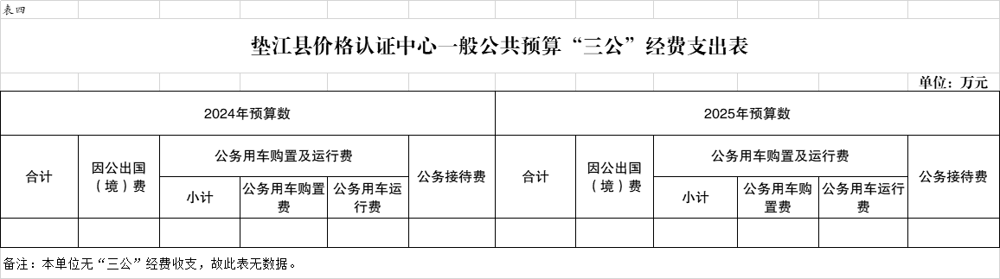 表四
垫江县价格认证中心一般公共预算“三公”经费支出表
单位：万元
2024年预算数
2025年预算数
合计
因公出国
（境）费
公务用车购置及运行费
公务接待费
合计
因公出国
（境）费
公务用车购置及运行费
公务接待费
小计
公务用车购置
费
公务用车运
行费
小计
公务用车购
置费
公务用车运行
费
备注：本单位无“三公”经费收支，故此表无数据。